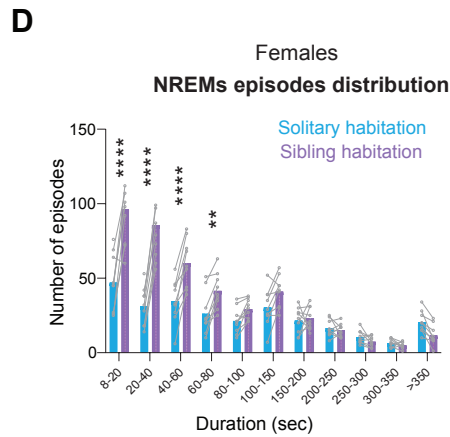 D
Females
NREMs episodes distribution
Solitary habitation
Sibling habitation
Number of episodes
150
100
50
0
**** **** **** **
8-20 20-40 40-60 60-80 80-100 100-150 150-200 200-250 250-300 300-350 >350
Duration (sec)